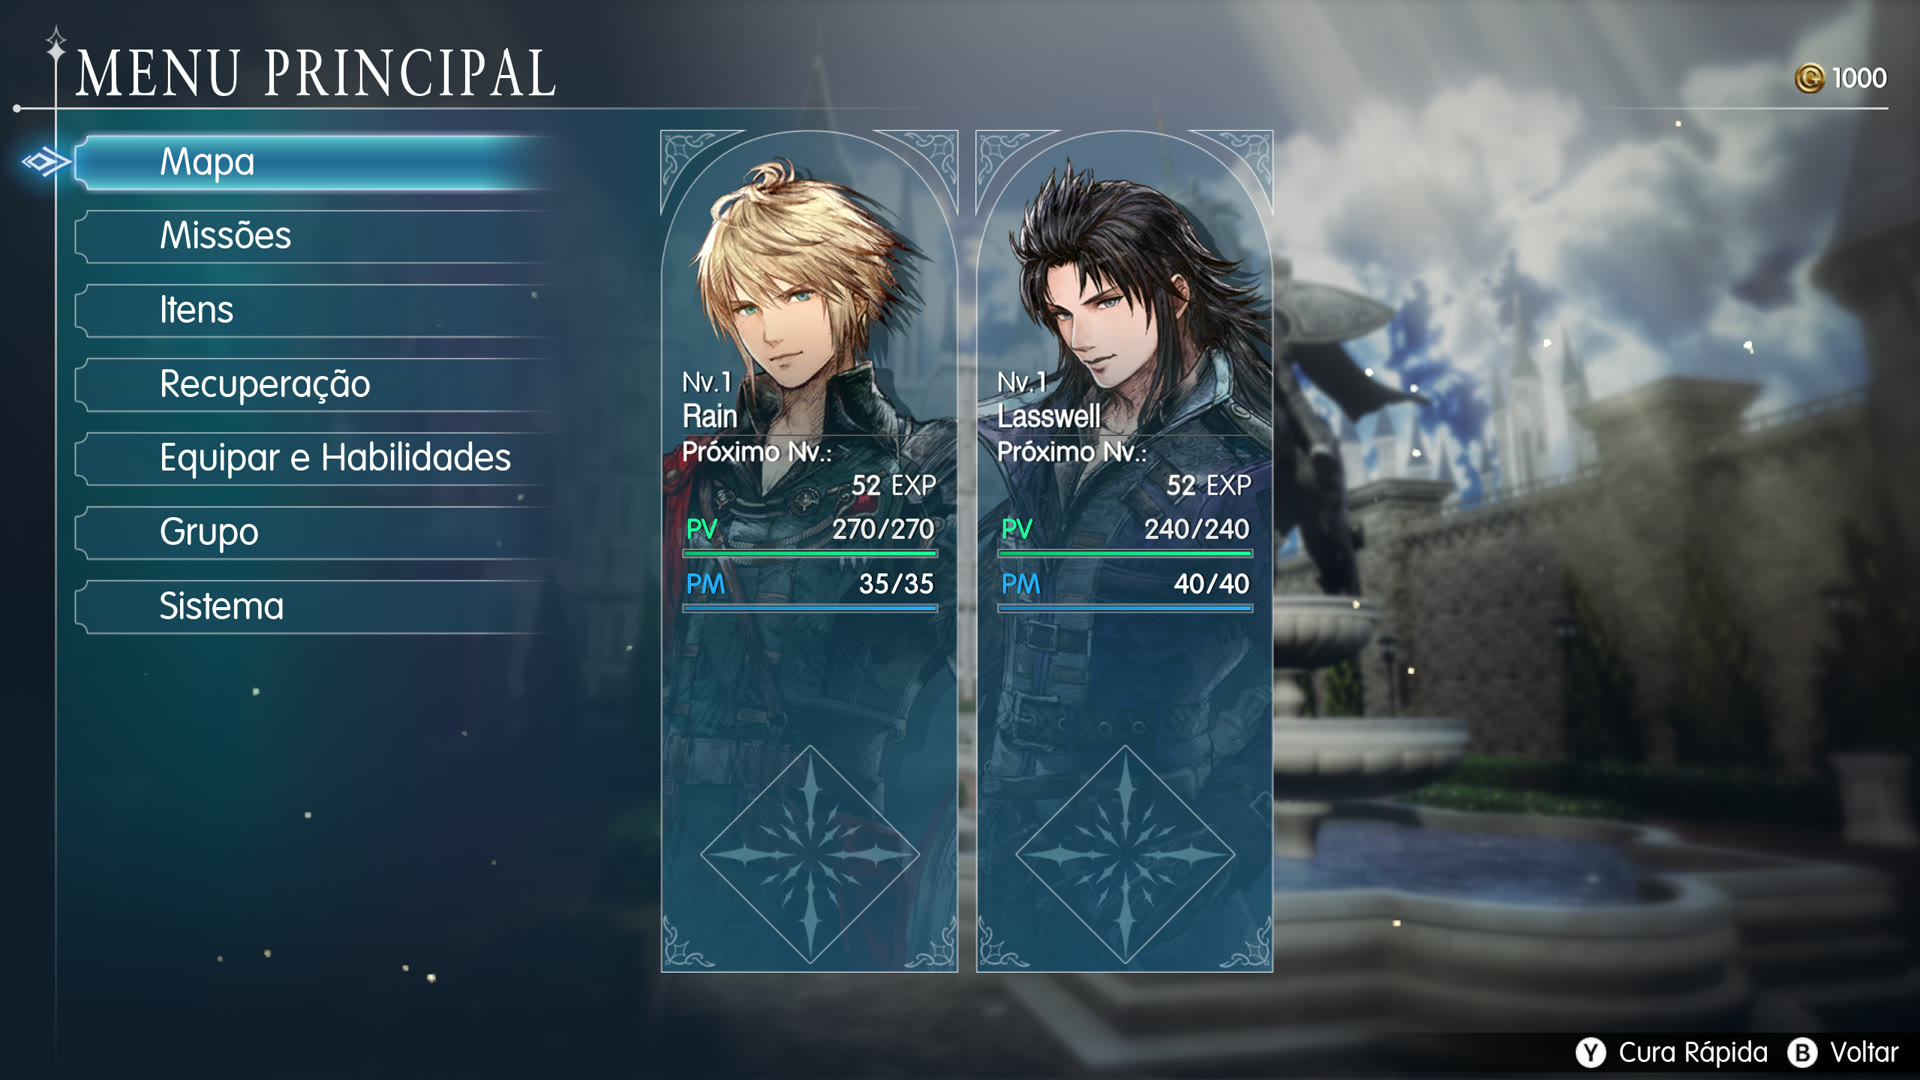 MENU PRINCIPAL
1000
Mapa
Missões
Itens
Recuperação
Equipar e Habilidades
Grupo
Sistema
Nv.1
Rain
Próximo Nv.:
52 EXP
PV 270/270
PM 35/35
Nv.1
Lasswell
Próximo Nv.:
52 EXP
PV 240/240
PM 40/40
Y Cura Rápida B Voltar